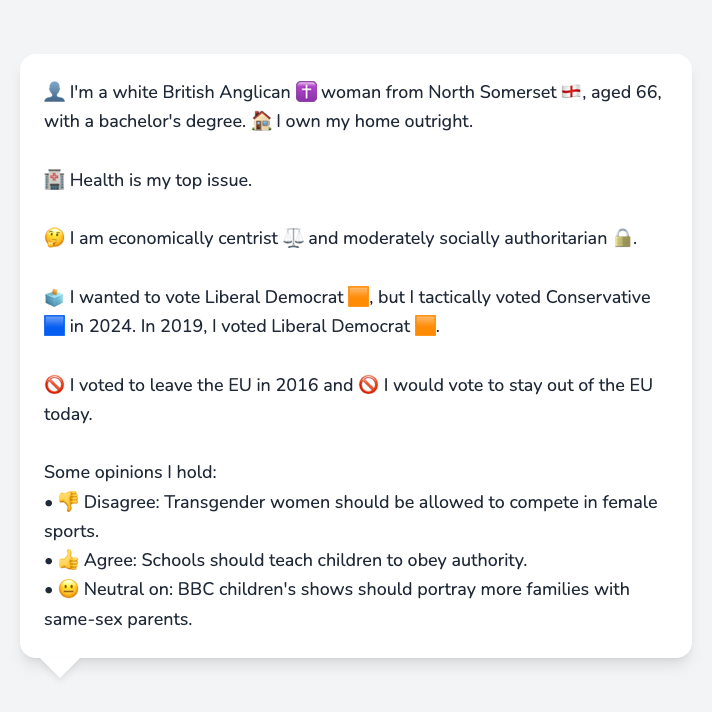 👤 I'm a white British Anglican ✝️ woman from North Somerset 🏴󠁧󠁢󠁥󠁮󠁧󠁿, aged 66,
with a bachelor's degree. 🏠 I own my home outright.
🏥 Health is my top issue.
🤔 I am economically centrist ⚖️ and moderately socially authoritarian 🔒.
🗳️ I wanted to vote Liberal Democrat 🟧, but I tactically voted Conservative
🟦 in 2024. In 2019, I voted Liberal Democrat 🟧.
🚫 I voted to leave the EU in 2016 and 🚫 I would vote to stay out of the EU
today.
Some opinions I hold:
• 👎 Disagree: Transgender women should be allowed to compete in female
sports.
• 👍 Agree: Schools should teach children to obey authority.
• 😐 Neutral on: BBC children's shows should portray more families with
same-sex parents.